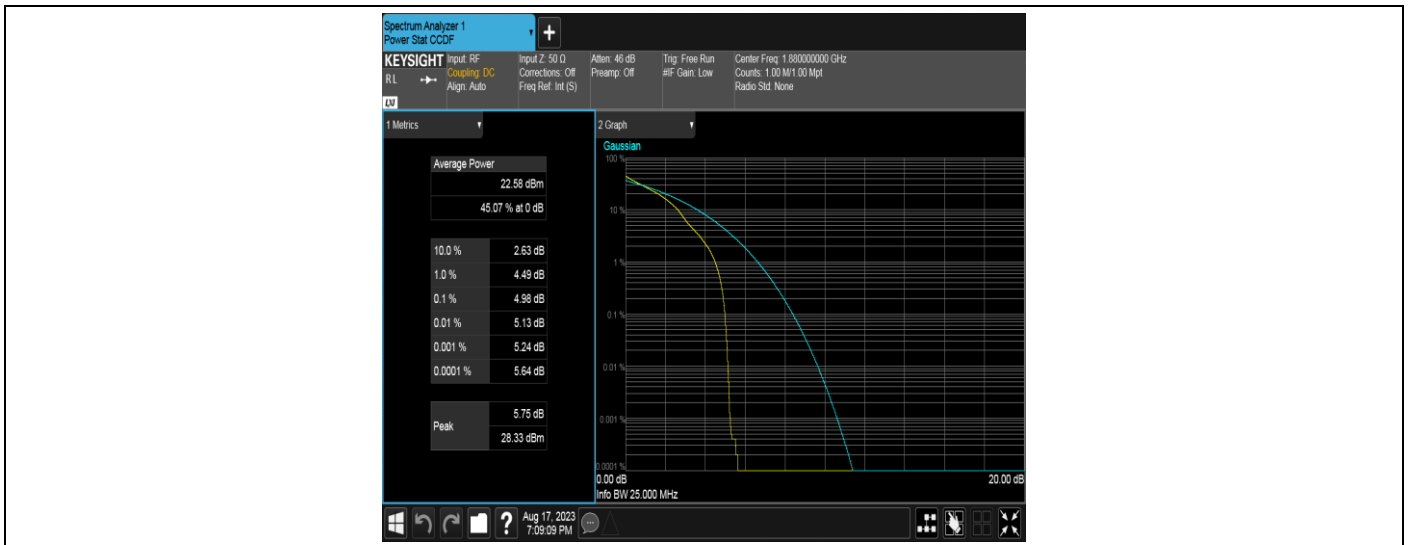 Spectrum Analyzer 1
Power Stat CCDF
+
KEYSIGHT
RL
LXI
Input: RF
Coupling: DC
Align: Auto
Input Z: 50 Ω
Corrections: Off
Freq Ref: Int (S)
Atten: 46 dB
Preamp: Off
Trig: Free Run
#IF Gain: Low
Center Freq: 1.880000000 GHz
Counts: 1.00 M/1.00 Mpt
Radio Std: None
1 Metrics
Average Power
22.58 dBm
45.07 % at 0 dB
10.0 % 2.63 dB
1.0 % 4.49 dB
0.1 % 4.98 dB
0.01 % 5.13 dB
0.001 % 5.24 dB
0.0001 % 5.64 dB
Peak
5.75 dB
28.33 dBm
2 Graph
Gaussian
100 %
10 %
1 %
0.1 %
0.01 %
0.001 %
0.0001 %
0.00 dB 20.00 dB
Info BW 25.000 MHz
?
Aug 17, 2023
7:09:09 PM